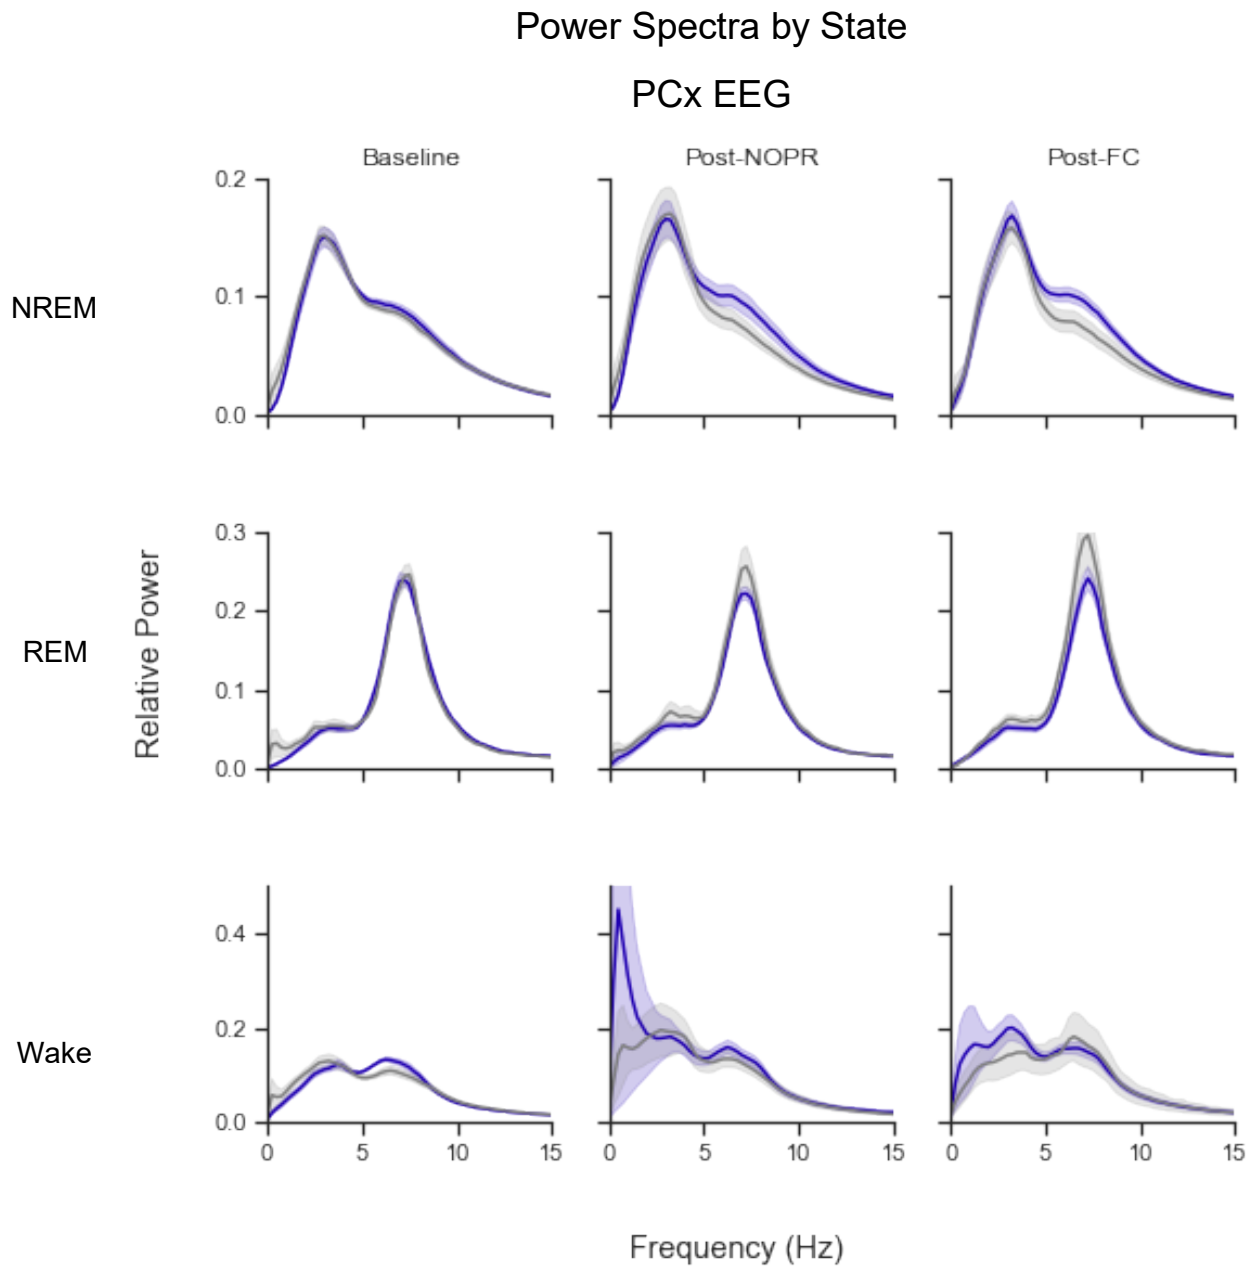 Power Spectra by State
PCx EEG
Baseline Post-NOPR Post-FC
NREM
0.2
0.1
0.0
REM
Relative Power
0.3
0.2
0.1
0.0
Wake
0.4
0.2
0.0
0 5 10 15 0 5 10 15 0 5 10 15
Frequency (Hz)